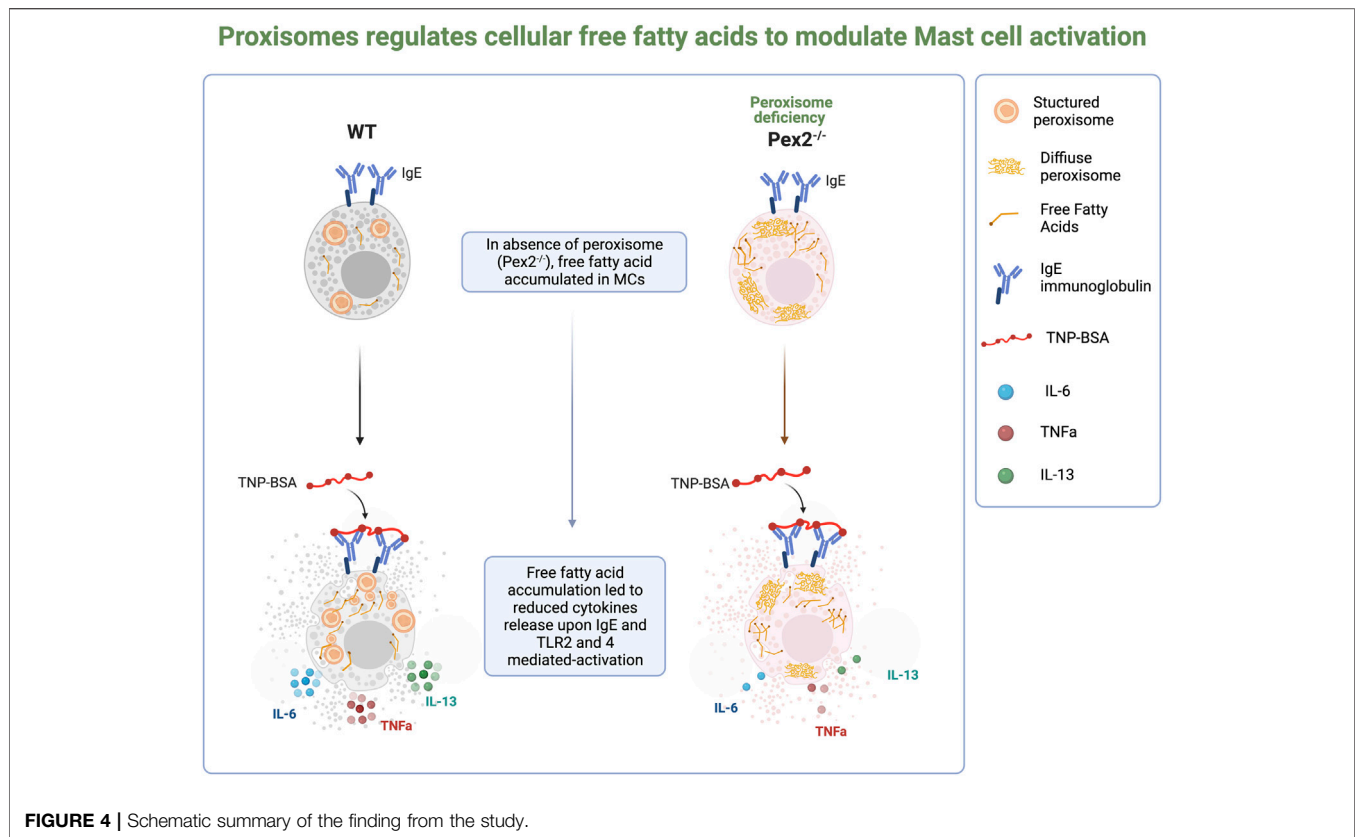 Proxisomes regulates cellular free fatty acids to modulate Mast cell activation
WT
IgE
Peroxisome
deficiency
Pex2-/-
IgE
In absence of peroxisome
(Pex2-/-), free fatty acid
accumulated in MCs
TNP-BSA
TNP-BSA
Free fatty acid
accumulation led to
reduced cytokines
release upon IgE and
TLR2 and 4
mediated-activation
IL-6
TNFa
IL-13
IL-6
TNFa
IL-13
Stuctured
peroxisome
Diffiuse
peroxisome
Free Fatty
Acids
IgE
immunoglobulin
TNP-BSA
IL-6
TNFa
IL-13
FIGURE 4 | Schematic summary of the finding from the study.